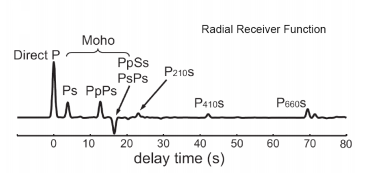 Radial Receiver Function
Moho
Direct P
PpSs
PsPs
P210s
Ps
PpPs
P410s
P660s
0 10 20 30 40 50 60 70 80
delay time (s)